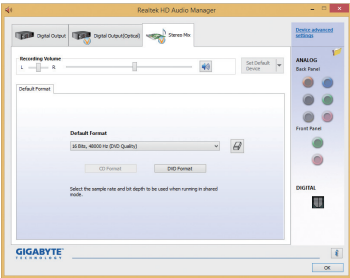 Realtek HD Audio Manager
Digital Output
Digital Output(Optical)
Stereo Mix
Device advanced
settings
Recording Volume
L
R
Set Default
Device
ANALOG
Back Panel
Default Format
Default Format
16 Bits, 48000 Hz (DVD Quality)
CD Format
DVD Format
Select the sample rate and bit depth to be used when running in shared
mode.
Front Panel
DIGITAL
GIGABYTE™
TECHNOLOGY
i
OK